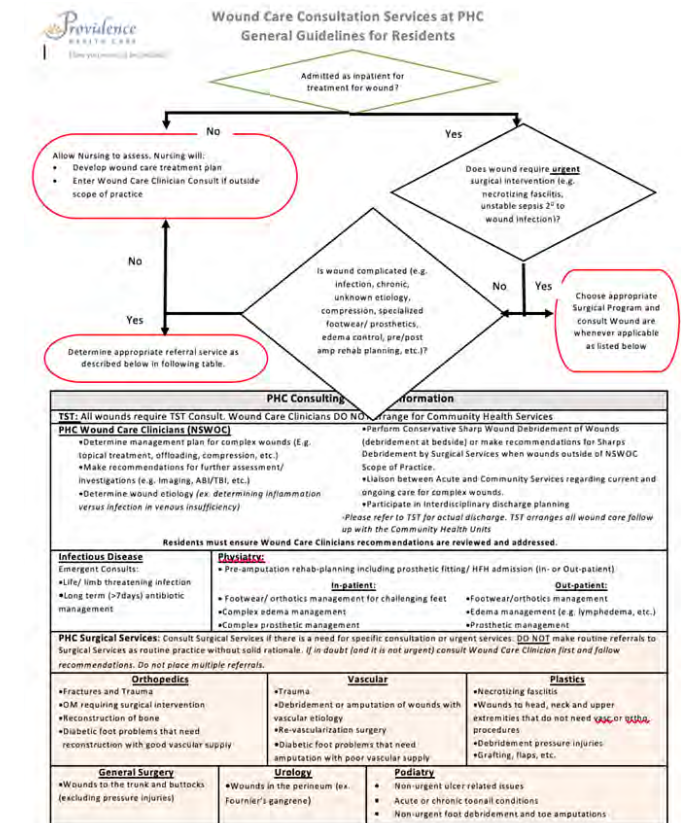 Providence
HEALTH CARE
Wound Care Consultation Services at PHC
General Guidelines for Residents
Admitted as inpatient for
treatment for wound?
No
Yes
Allow Nursing to assess. Nursing will:
• Develop wound care treatment plan
• Enter Wound Care Clinician Consult if outside
scope of practice
Does wound require urgent
surgical intervention (e.g.
necrotizing fasciitis,
unstable sepsis 2⁰ to
wound infection)?
No
Is wound complicated (e.g.
infection, chronic,
unknown etiology,
compression, specialized
footwear/ prosthetics,
edema control, pre/post
amp rehab planning, etc.)?
No
Yes
Choose appropriate
Surgical Program and
consult Wound are
whenever applicable
as listed below
Yes
Determine appropriate referral service as
described below in following table.
PHC Consulting
TST: All wounds require TST Consult. Wound Care Clinicians DO NOT arrange for Community Health Services
PHC Wound Care Clinicians (NSWOC)
•Determine management plan for complex wounds (E.g.
topical treatment, offloading, compression, etc.)
•Make recommendations for further assessment/
investigations (e.g. Imaging, ABI/TBI, etc.)
•Determine wound etiology (ex. determining inflammation
versus infection in venous insufficiency)
•Perform Conservative Sharp Wound Debridement of Wounds
(debridement at bedside) or make recommendations for Sharps
Debridement by Surgical Services when wounds outside of NSWOC
Scope of Practice.
•Liaison between Acute and Community Services regarding current and
ongoing care for complex wounds.
•Participate in Interdisciplinary discharge planning
-Please refer to TST for actual discharge. TST arranges all wound care follow
up with the Community Health Units
Residents must ensure Wound Care Clinicians recommendations are reviewed and addressed.
Infectious Disease
Emergent Consults:
•Life/ limb threatening infection
•Long term (>7days) antibiotic
management
Physiatry:
• Pre-amputation rehab-planning including prosthetic fitting/ HFH admission (In- or Out-patient)
In-patient:
• Footwear/ orthotics management for challenging feet
•Complex edema management
•Complex prosthetic management
Out-patient:
•Footwear/orthotics management
•Edema management (e.g. lymphedema, etc.)
•Prosthetic management
PHC Surgical Services: Consult Surgical Services if there is a need for specific consultation or urgent services. DO NOT make routine referrals to
Surgical Services as routine practice without solid rationale. If in doubt (and it is not urgent) consult Wound Care Clinician first and follow
recommendations. Do not place multiple referrals.
Orthopedics
•Fractures and Trauma
•OM requiring surgical intervention
•Reconstruction of bone
•Diabetic foot problems that need
reconstruction with good vascular supply
Vascular
•Trauma
•Debridement or amputation of wounds with
vascular etiology
•Re-vascularization surgery
•Diabetic foot problems that need
amputation with poor vascular supply
Plastics
•Necrotizing fasciitis
•Wounds to head, neck and upper
extremities that do not need vasc or ortho
procedures
•Debridement pressure injuries
•Grafting, flaps, etc.
General Surgery
•Wounds to the trunk and buttocks
(excluding pressure injuries)
Urology
•Wounds in the perineum (ex.
Fournier's gangrene)
Podiatry
• Non-urgent ulcer related issues
• Acute or chronic toenail conditions
• Non-urgent foot debridement and toe amputations